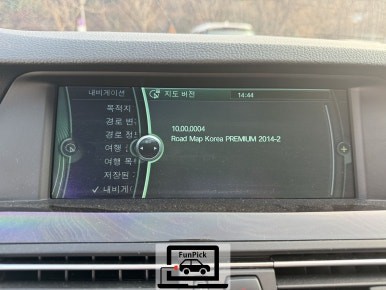 내비게이션
지도 버전
14:44
목적지
경로
경로 정
여행
여행 목
저장된
내비게이
10.00.0004
Road Map Korea PREMIUM 2014-2
FunPick